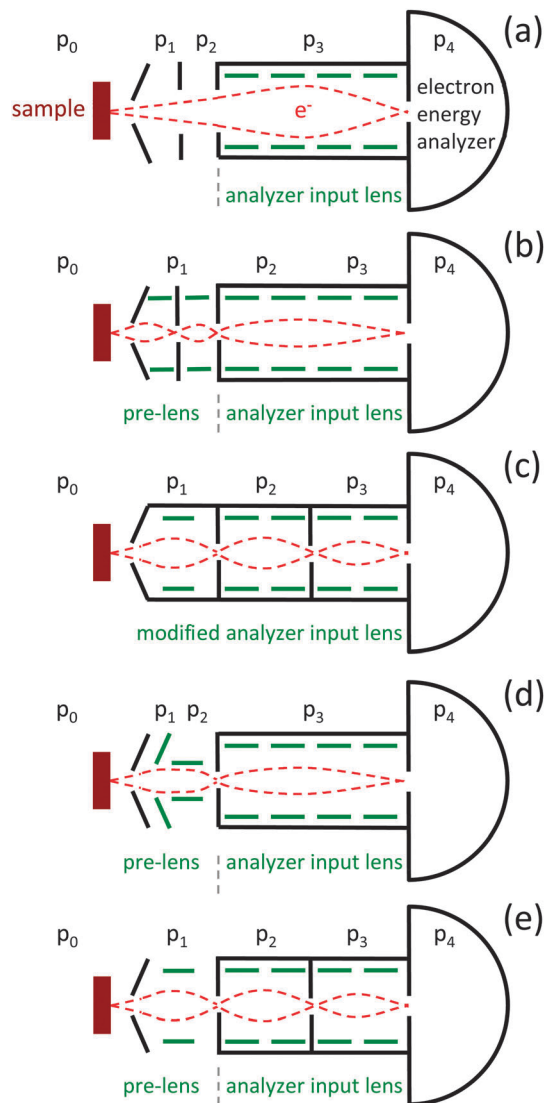 p0 p1 p2 p3 p4 (a)
sample
e-
electron
energy
analyzer
analyzer input lens
p0 p1 p2 p3 p4 (b)
pre-lens analyzer input lens
p0 p1 p2 p3 p4 (c)
modified analyzer input lens
p0 p1 p2 p3 p4 (d)
pre-lens analyzer input lens
p0 p1 p2 p3 p4 (e)
pre-lens analyzer input lens